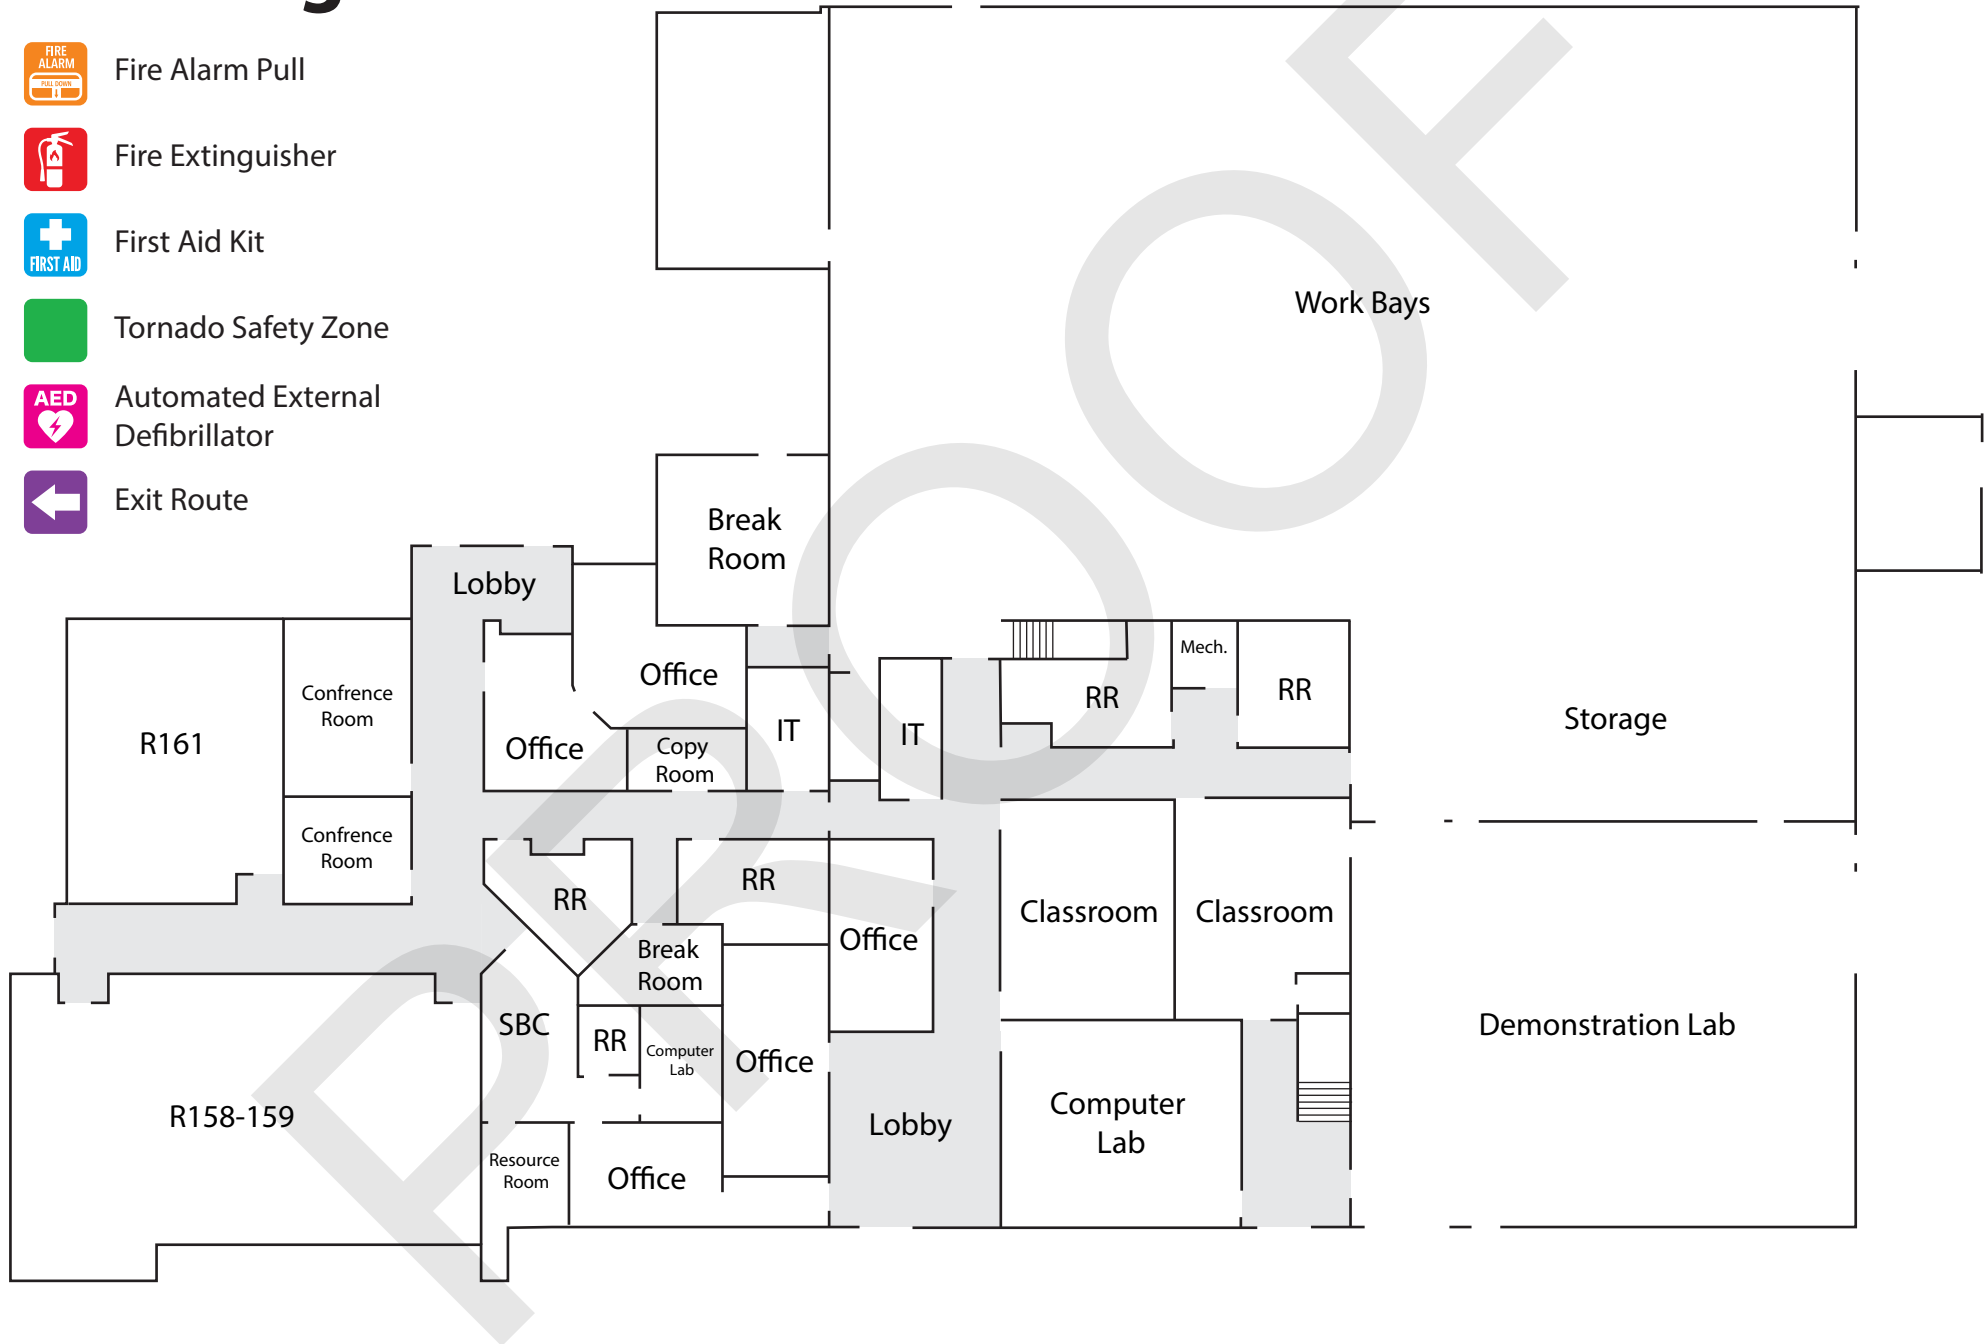 FIRE
ALARM
PULL DOWN
Fire Alarm Pull
Fire Extinguisher
FIRST AID
First Aid Kit
Tornado Safety Zone
AED
Automated External
Defibrillator
Exit Route
Work Bays
Break
Room
Lobby
Office
Mech.
RR
RR
Confrence
Room
R161
Office
Copy
Room
IT
IT
Storage
Confrence
Room
RR
RR
Office
Classroom
Classroom
Break
Room
SBC
RR
Computer
Lab
Office
Demonstration Lab
R158-159
Lobby
Computer
Lab
Resource
Room
Office
PROOF